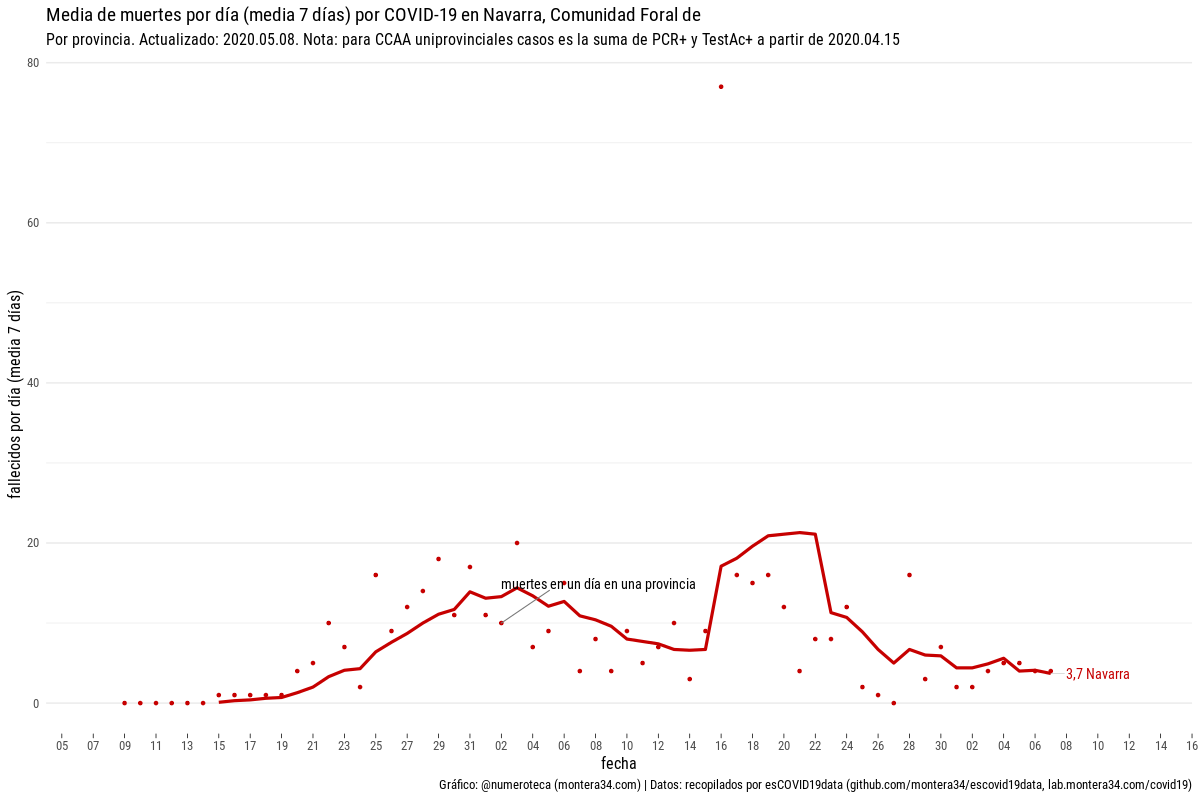 Media de muertes por día (media 7 días) por COVID-19 en Navarra, Comunidad Foral de
Por provincia. Actualizado: 2020.05.08. Nota: para CCAA uniprovinciales casos es la suma de PCR+ y TestAc+ a partir de 2020.04.15
fallecidos por día (media 7 días)
80
60
40
20
0
muertes en un día en una provincia
3,7 Navarra
05 07 09 11 13 15 17 19 21 23 25 27 29 31 02 04 06 08 10 12 14 16 18 20 22 24 26 28 30 02 04 06 08 10 12 14 16
fecha
Gráfico: @numeroteca (montera34.com) | Datos: recopilados por esCOVID19data (github.com/montera34/escovid19data, lab.montera34.com/covid19)